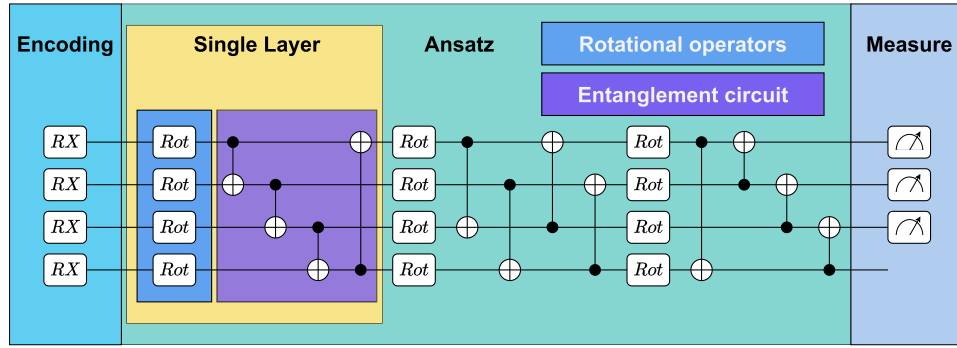 Encoding Single Layer Ansatz Rotational operators Measure
Entanglement circuit
RX Rot Rot Rot
RX Rot Rot Rot
RX Rot Rot Rot
RX Rot Rot Rot